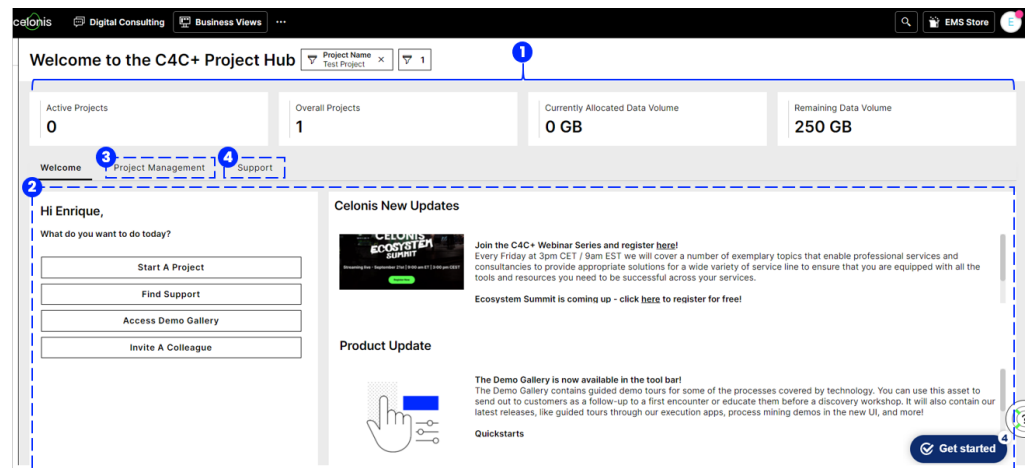 celonis Digital Consulting Business Views ... EMS Store E
Welcome to the C4C+ Project Hub Project Name × 1
Test Project
1
Active Projects Overall Projects Currently Allocated Data Volume Remaining Data Volume
0 1 0 GB 250 GB
3 4
Welcome Project Management Support
2
Hi Enrique,
What do you want to do today?
Start A Project
Find Support
Access Demo Gallery
Invite A Colleague
Celonis New Updates
CELONIS
ECOSYSTEM
SUMMIT
Join the C4C+ Webinar Series and register here!
Every Friday at 3pm CET / 9am EST we will cover a number of exemplary topics that enable professional services and
consultancies to provide appropriate solutions for a wide variety of service line to ensure that you are equipped with all the
tools and resources you need to be successful across your services.
Ecosystem Summit is coming up - click here to register for free!
Product Update
The Demo Gallery is now available in the tool bar!
The Demo Gallery contains guided demo tours for some of the processes covered by technology. You can use this asset to
send out to customers as a follow-up to a first encounter or educate them before a discovery workshop. It will also contain our
latest releases, like guided tours through our execution apps, process mining demos in the new UI, and more!
Quickstarts
?
Get started 4